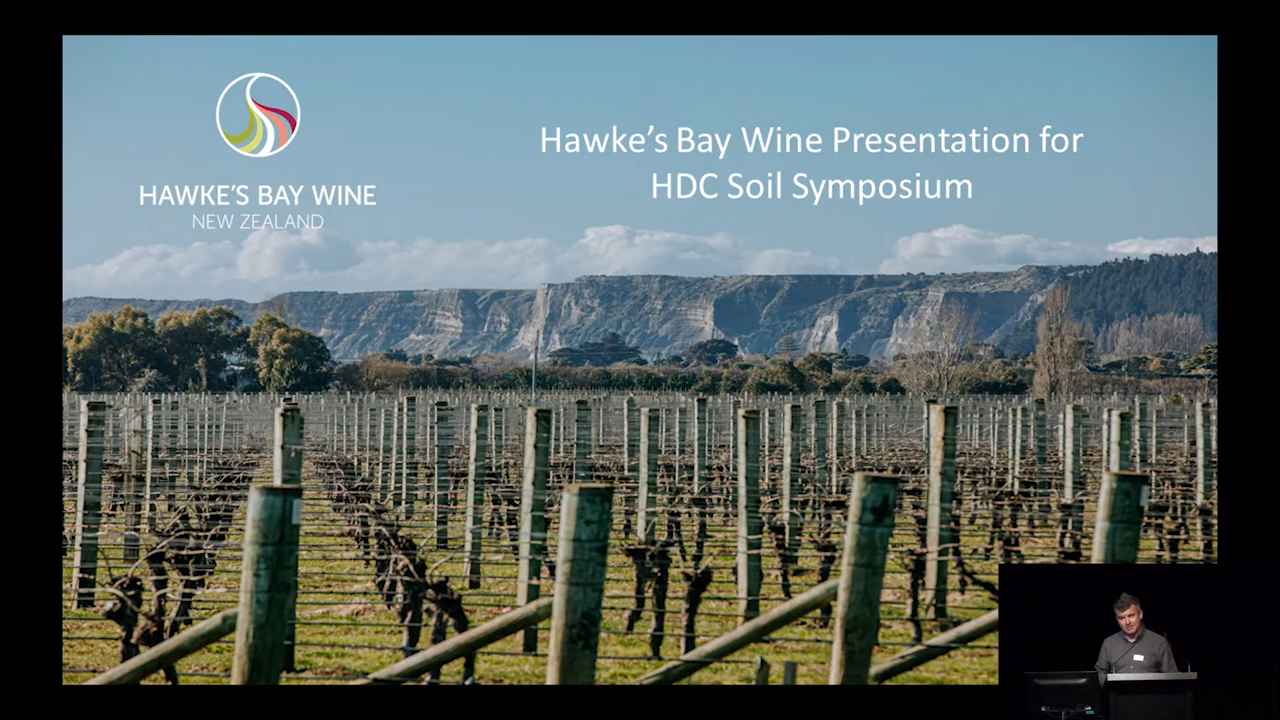 HAWKE'S BAY WINE
NEW ZEALAND
Hawke's Bay Wine Presentation for
HDC Soil Symposium